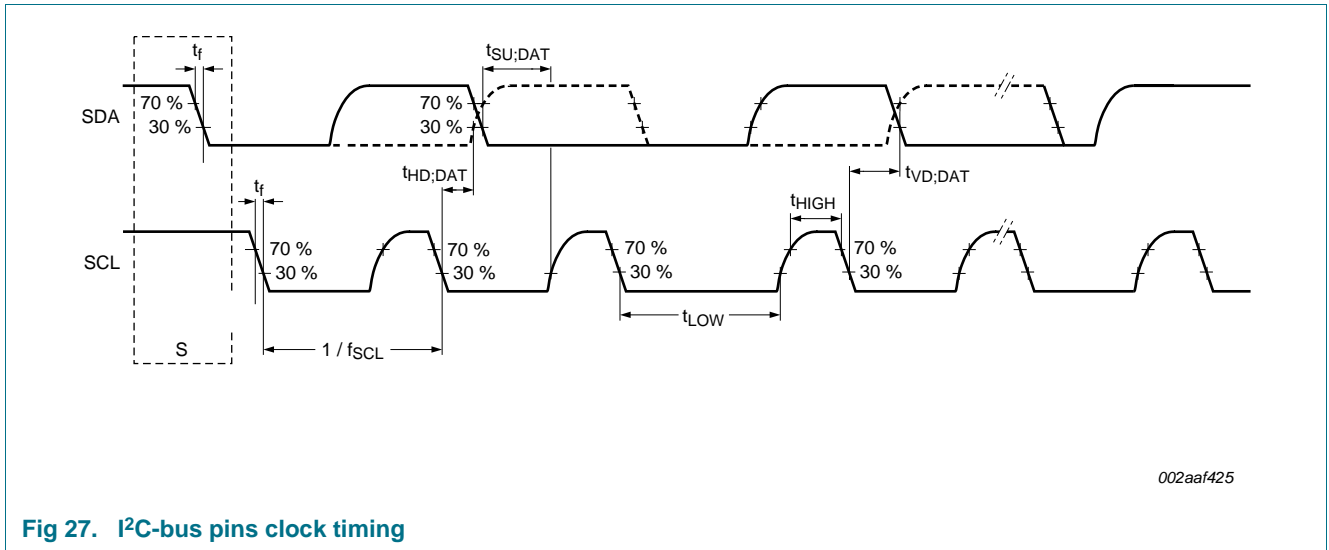 tf
tSU;DAT
SDA
70 %
30 %
70 %
30 %
tHD;DAT
tVD;DAT
tf
tHIGH
SCL
70 %
30 %
70 %
30 %
70 %
30 %
70 %
30 %
tLOW
S
1 / fSCL
002aaf425
Fig 27. I²C-bus pins clock timing